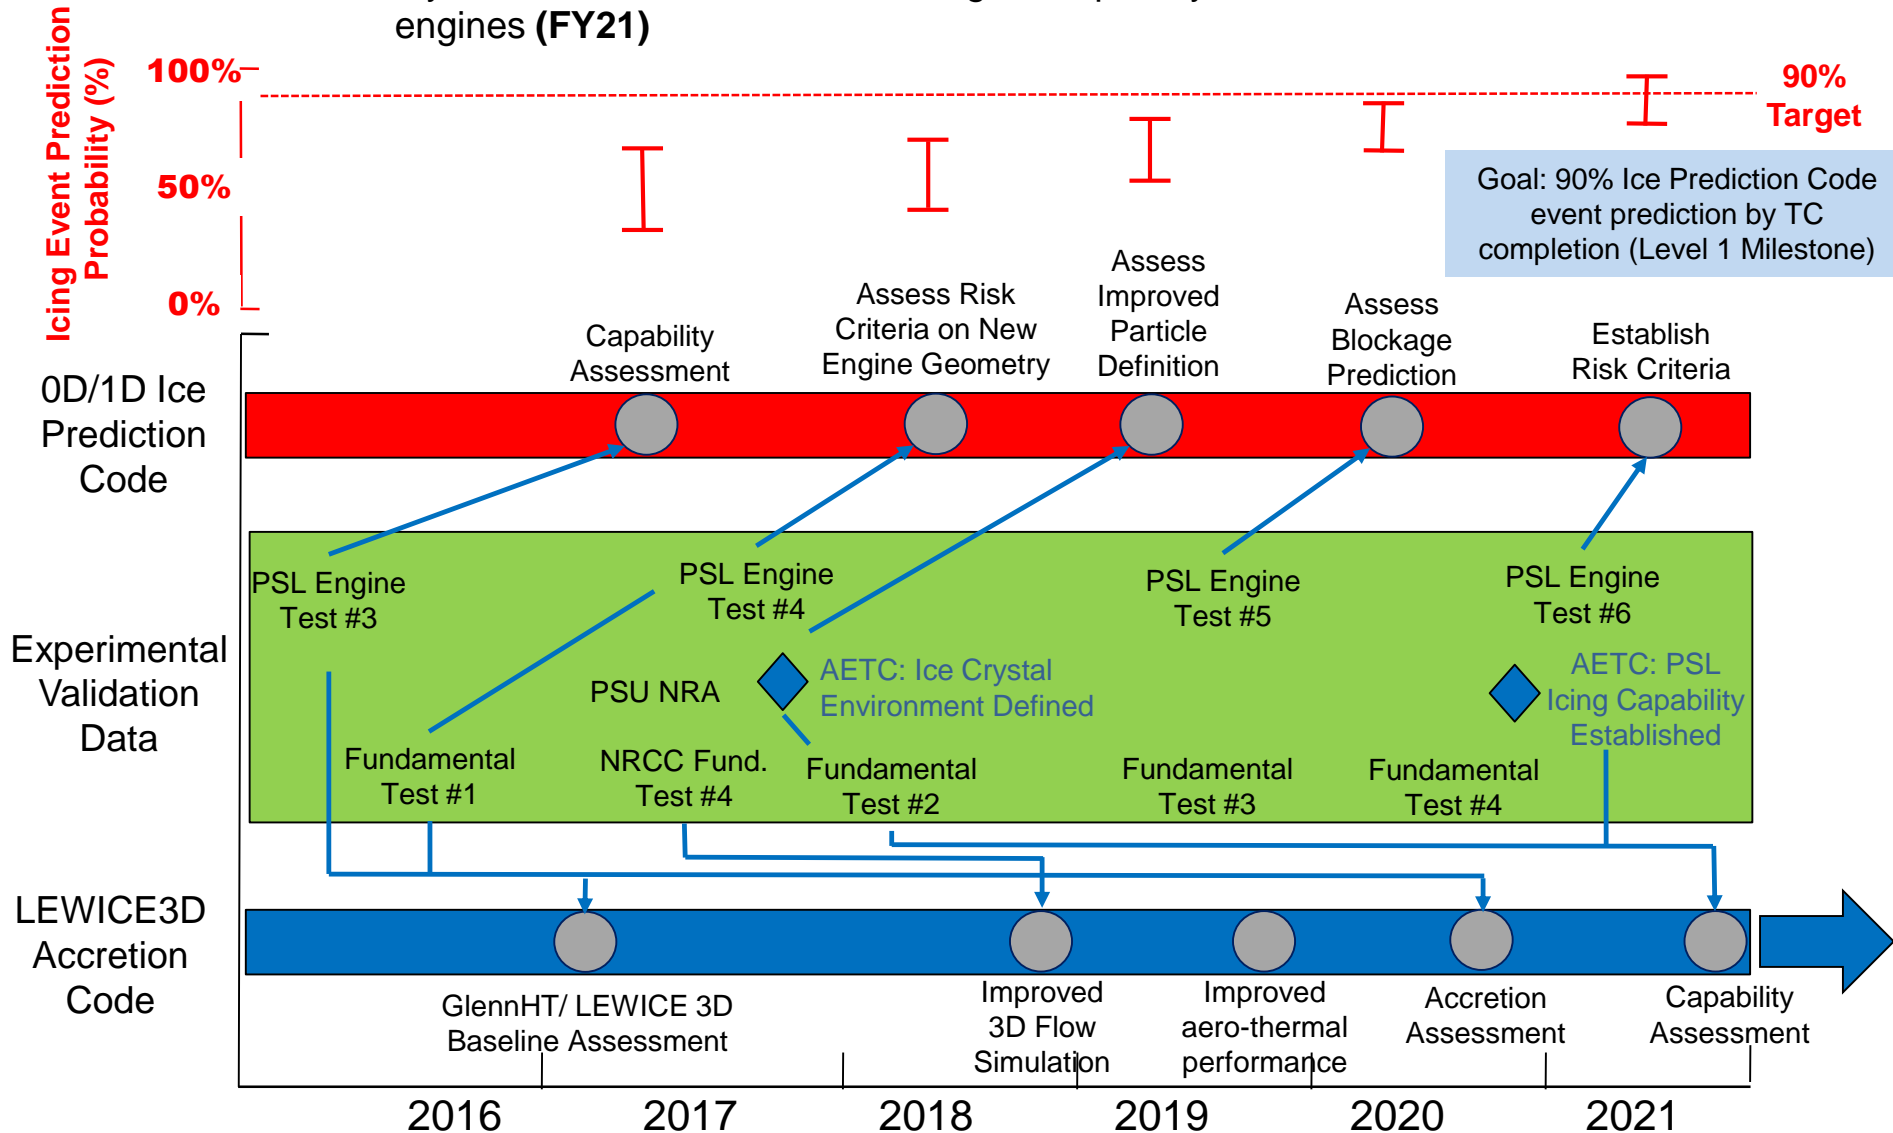 engines (FY21)
Icing Event Prediction
Probability (%)
100%
50%
0%
90%
Target
Goal: 90% Ice Prediction Code
event prediction by TC
completion (Level 1 Milestone)
Capability
Assessment
Assess Risk
Criteria on New
Engine Geometry
Assess
Improved
Particle
Definition
Assess
Blockage
Prediction
Establish
Risk Criteria
0D/1D Ice
Prediction
Code
PSL Engine
Test #3
PSL Engine
Test #4
PSL Engine
Test #5
PSL Engine
Test #6
Experimental
Validation
Data
PSU NRA
AETC: Ice Crystal
Environment Defined
AETC: PSL
Icing Capability
Established
Fundamental
Test #1
NRCC Fund.
Test #4
Fundamental
Test #2
Fundamental
Test #3
Fundamental
Test #4
LEWICE3D
Accretion
Code
GlennHT/ LEWICE 3D
Baseline Assessment
Improved
3D Flow
Simulation
Improved
aero-thermal
performance
Accretion
Assessment
Capability
Assessment
2016
2017
2018
2019
2020
2021